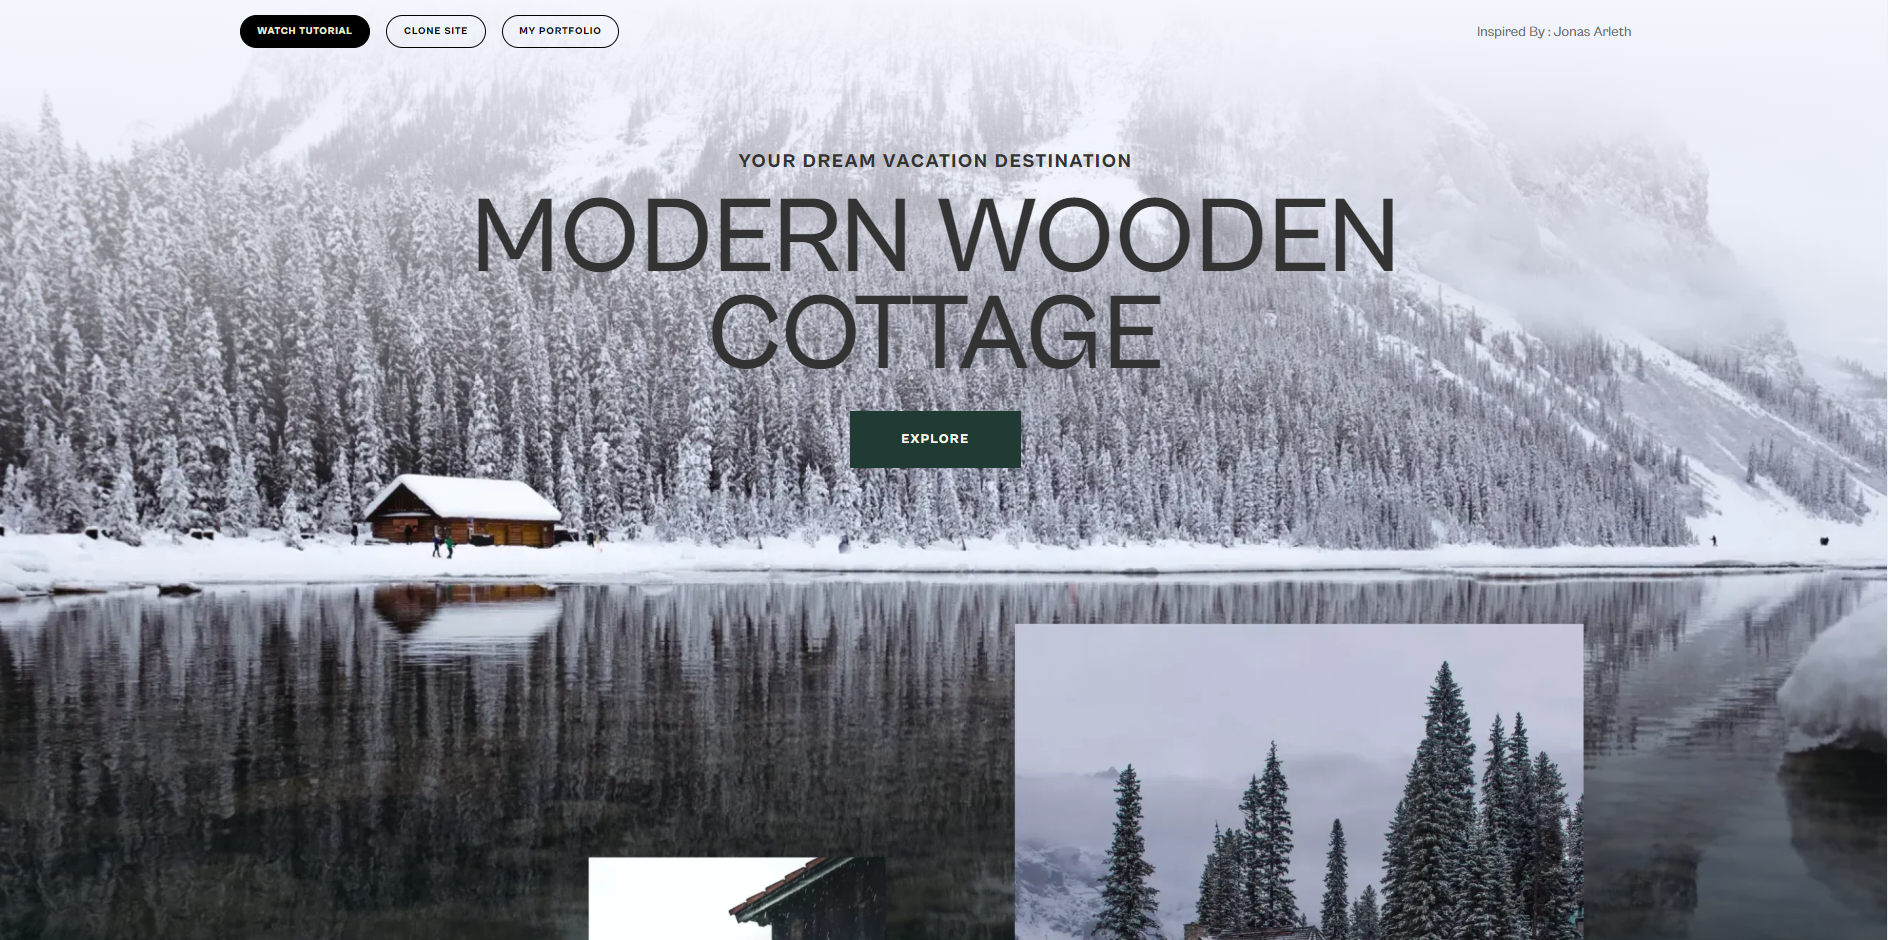 WATCH TUTORIAL
CLONE SITE
MY PORTFOLIO
Inspired By : Jonas Arleth
YOUR DREAM VACATION DESTINATION
MODERN WOODEN
COTTAGE
EXPLORE